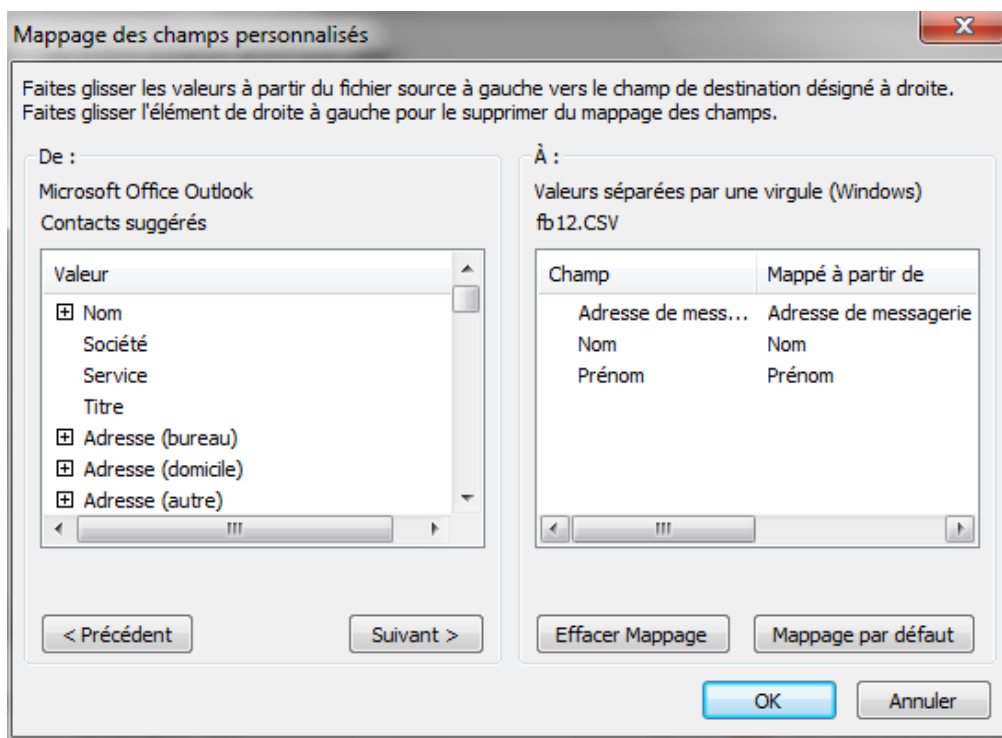 Mappage des champs personnalisés
Faites glisser les valeurs à partir du fichier source à gauche vers le champ de destination désigné à droite.
Faites glisser l'élément de droite à gauche pour le supprimer du mappage des champs.
De :
Microsoft Office Outlook
Contacts suggérés
Valeur
Nom
Société
Service
Titre
Adresse (bureau)
Adresse (domicile)
Adresse (autre)
< Précédent
Suivant >
À :
Valeurs séparées par une virgule (Windows)
fb12.CSV
Champ Mappé à partir de
Adresse de mess... Adresse de messagerie
Nom Nom
Prénom Prénom
Effacer Mappage
Mappage par défaut
OK
Annuler